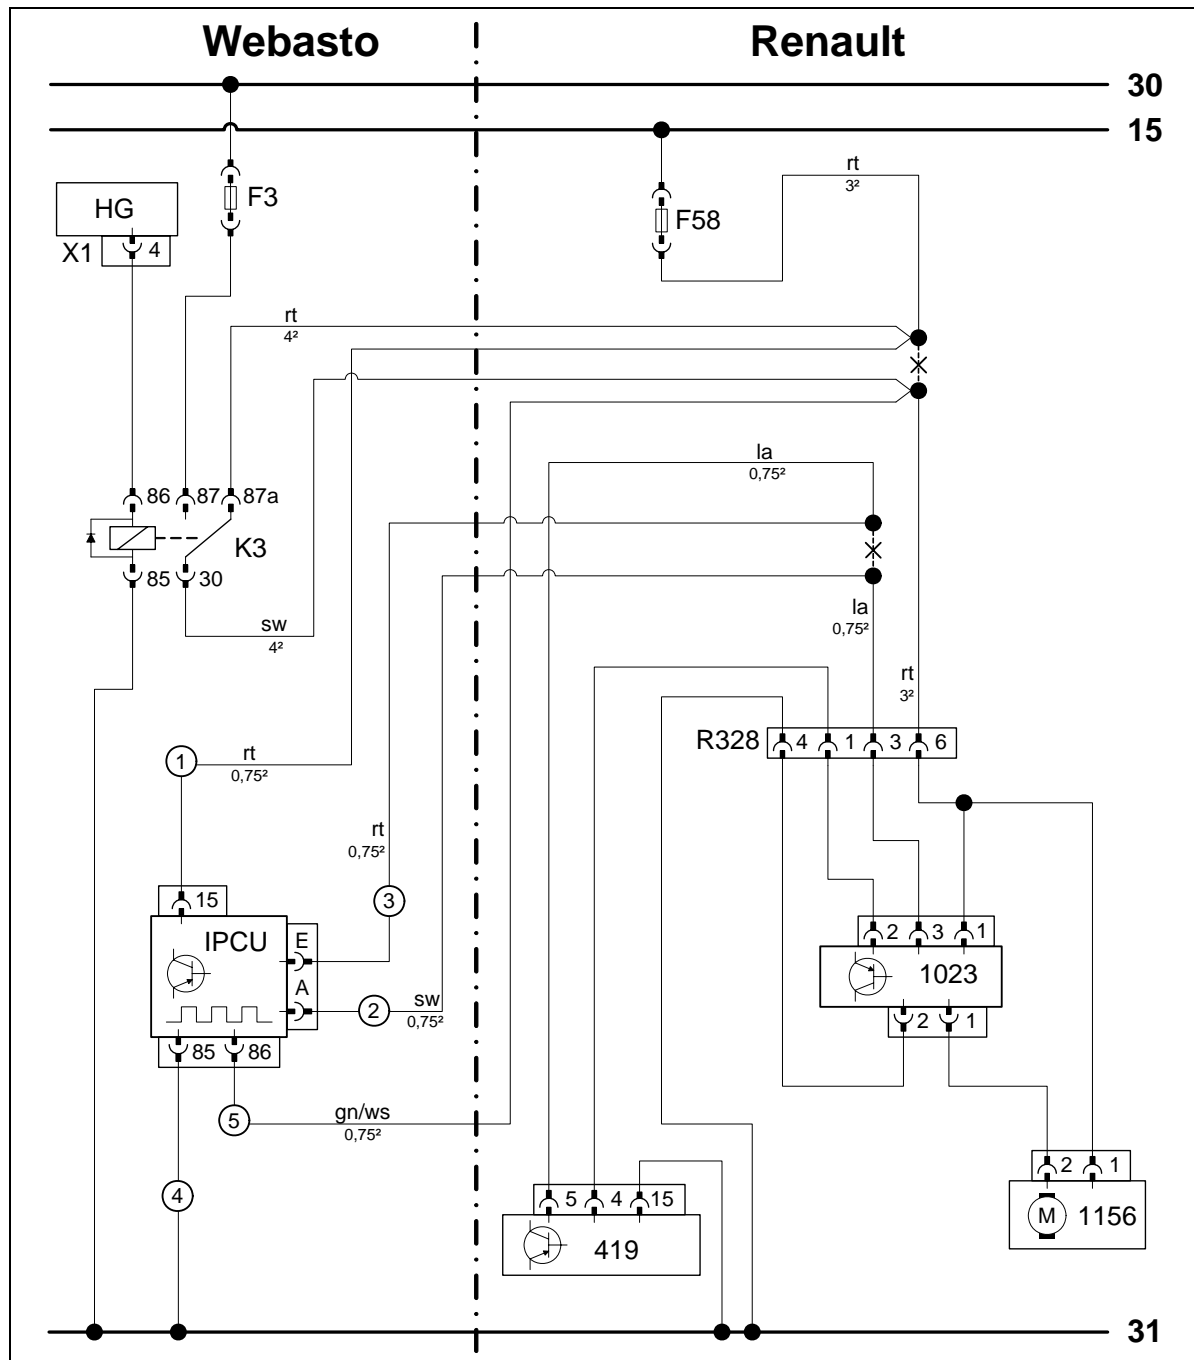 Webasto Renault
30
15
rt
3²
HG
F3
F58
X1 4
rt
4²
la
0,75²
86 87 87a
K3
85 30
la
0,75²
sw
4²
rt
3²
R328 4 1 3 6
1 rt
0,75²
rt
0,75²
3
15
IPCU E
2 3 1
1023
A
2 sw
0,75²
2 1
85 86
5 gn/ws
0,75²
2 1
4
5 4 15
M 1156
419
31